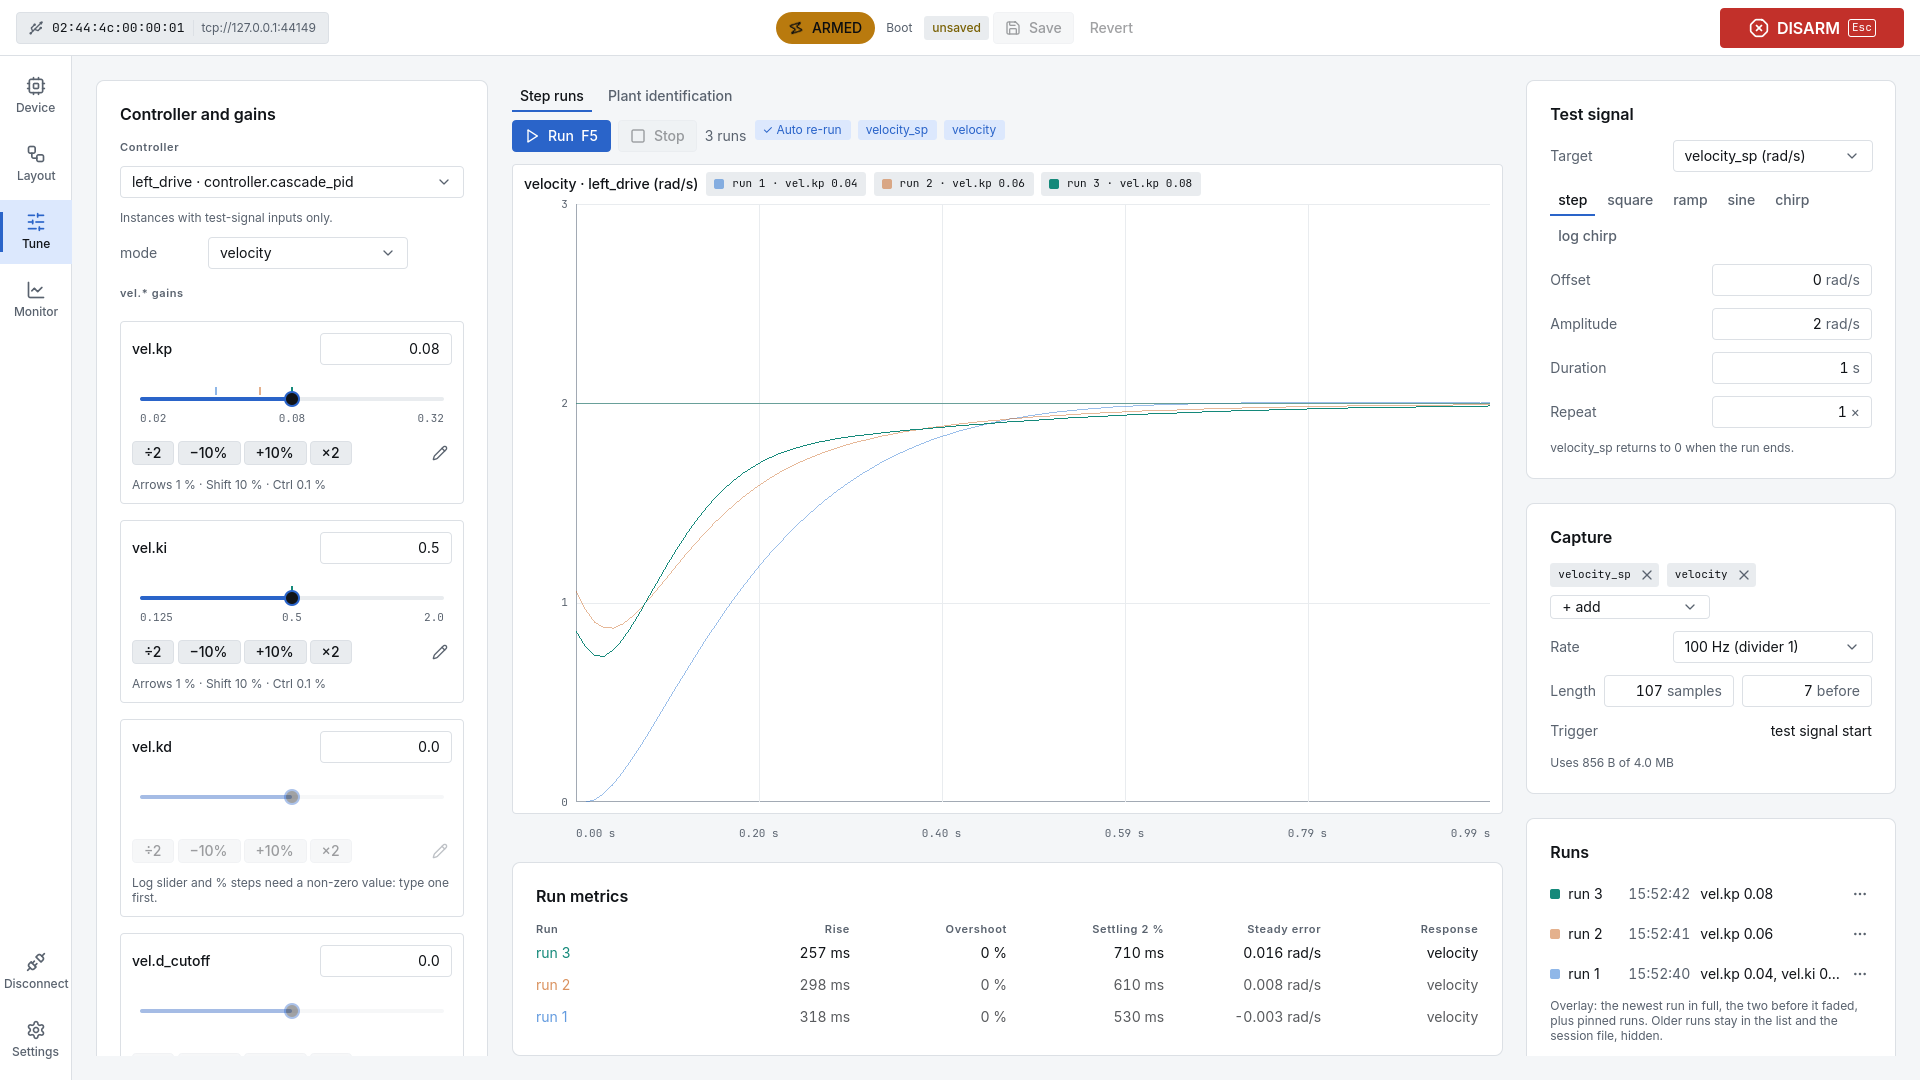 02:44:4c:00:00:01 tcp://127.0.0.1:44149
ARMED Boot unsaved Save Revert
DISARM Esc
Device
Layout
Tune
Monitor
Disconnect
Settings
Controller and gains
Controller
left_drive · controller.cascade_pid
Instances with test-signal inputs only.
mode velocity
vel.* gains
vel.kp 0.08
0.02 0.08 0.32
÷2 −10% +10% ×2
Arrows 1 % · Shift 10 % · Ctrl 0.1 %
vel.ki 0.5
0.125 0.5 2.0
÷2 −10% +10% ×2
Arrows 1 % · Shift 10 % · Ctrl 0.1 %
vel.kd 0.0
÷2 −10% +10% ×2
Log slider and % steps need a non-zero value: type one
first.
vel.d_cutoff 0.0
Step runs Plant identification
Run F5 Stop 3 runs Auto re-run velocity_sp velocity
velocity · left_drive (rad/s) run 1 · vel.kp 0.04 run 2 · vel.kp 0.06 run 3 · vel.kp 0.08
3
2
1
0
0.00 s 0.20 s 0.40 s 0.59 s 0.79 s 0.99 s
Run metrics
Run Rise Overshoot Settling 2 % Steady error Response
run 3 257 ms 0 % 710 ms 0.016 rad/s velocity
run 2 298 ms 0 % 610 ms 0.008 rad/s velocity
run 1 318 ms 0 % 530 ms -0.003 rad/s velocity
Test signal
Target velocity_sp (rad/s)
step square ramp sine chirp
log chirp
Offset 0 rad/s
Amplitude 2 rad/s
Duration 1 s
Repeat 1 ×
velocity_sp returns to 0 when the run ends.
Capture
velocity_sp velocity
+ add
Rate 100 Hz (divider 1)
Length 107 samples 7 before
Trigger test signal start
Uses 856 B of 4.0 MB
Runs
run 3 15:52:42 vel.kp 0.08
run 2 15:52:41 vel.kp 0.06
run 1 15:52:40 vel.kp 0.04, vel.ki 0...
Overlay: the newest run in full, the two before it faded,
plus pinned runs. Older runs stay in the list and the
session file, hidden.